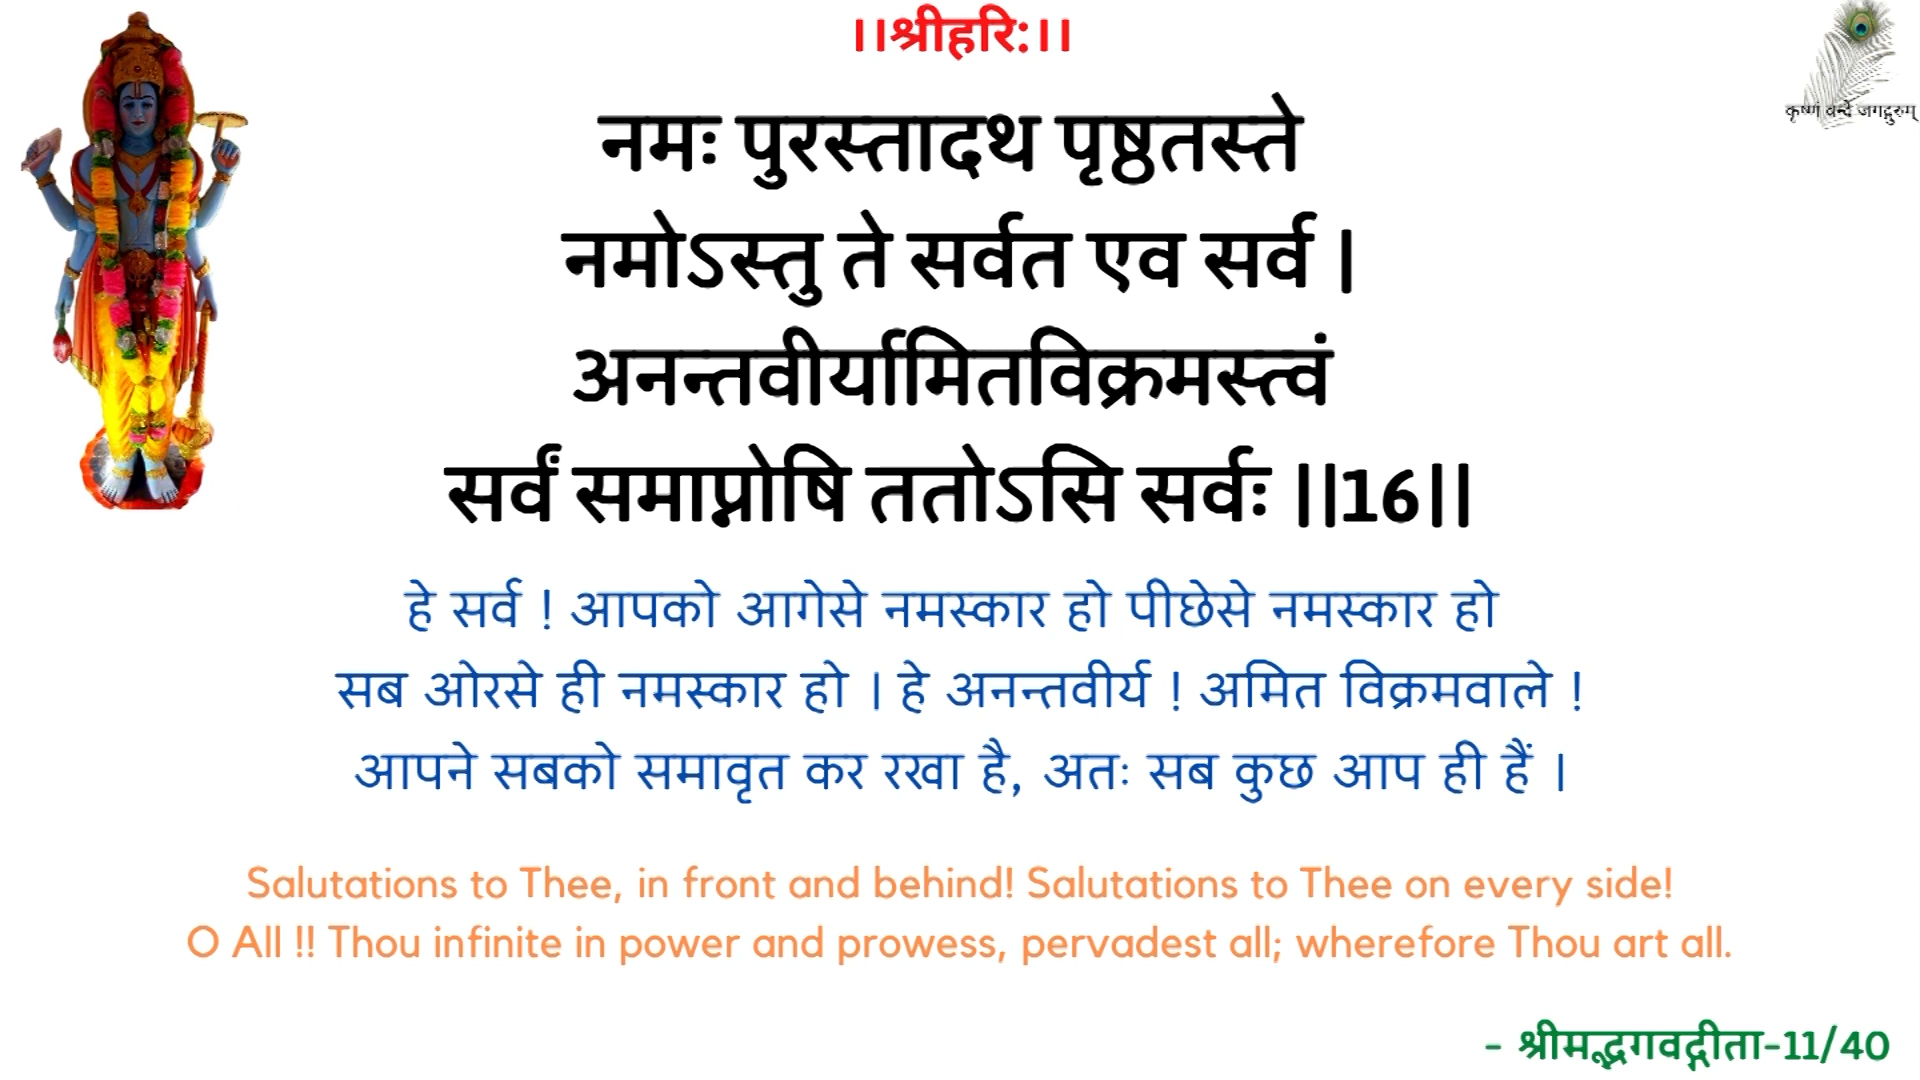 ।।श्रीहरिः।।
कृष्णं वन्दे जगद्गुरुम्
नमः पुरस्तादथ पृष्ठतस्ते
नमोऽस्तु ते सर्वत एव सर्व |
अनन्तवीर्यामितविक्रमस्त्वं
सर्वं समाप्नोषि ततोऽसि सर्वः ||16||
हे सर्व ! आपको आगेसे नमस्कार हो पीछेसे नमस्कार हो
सब ओरसे ही नमस्कार हो । हे अनन्तवीर्य ! अमित विक्रमवाले !
आपने सबको समावृत कर रखा है, अतः सब कुछ आप ही हैं ।
Salutations to Thee, in front and behind! Salutations to Thee on every side!
O All !! Thou infinite in power and prowess, pervadest all; wherefore Thou art all.
- श्रीमद्भगवद्गीता-11/40